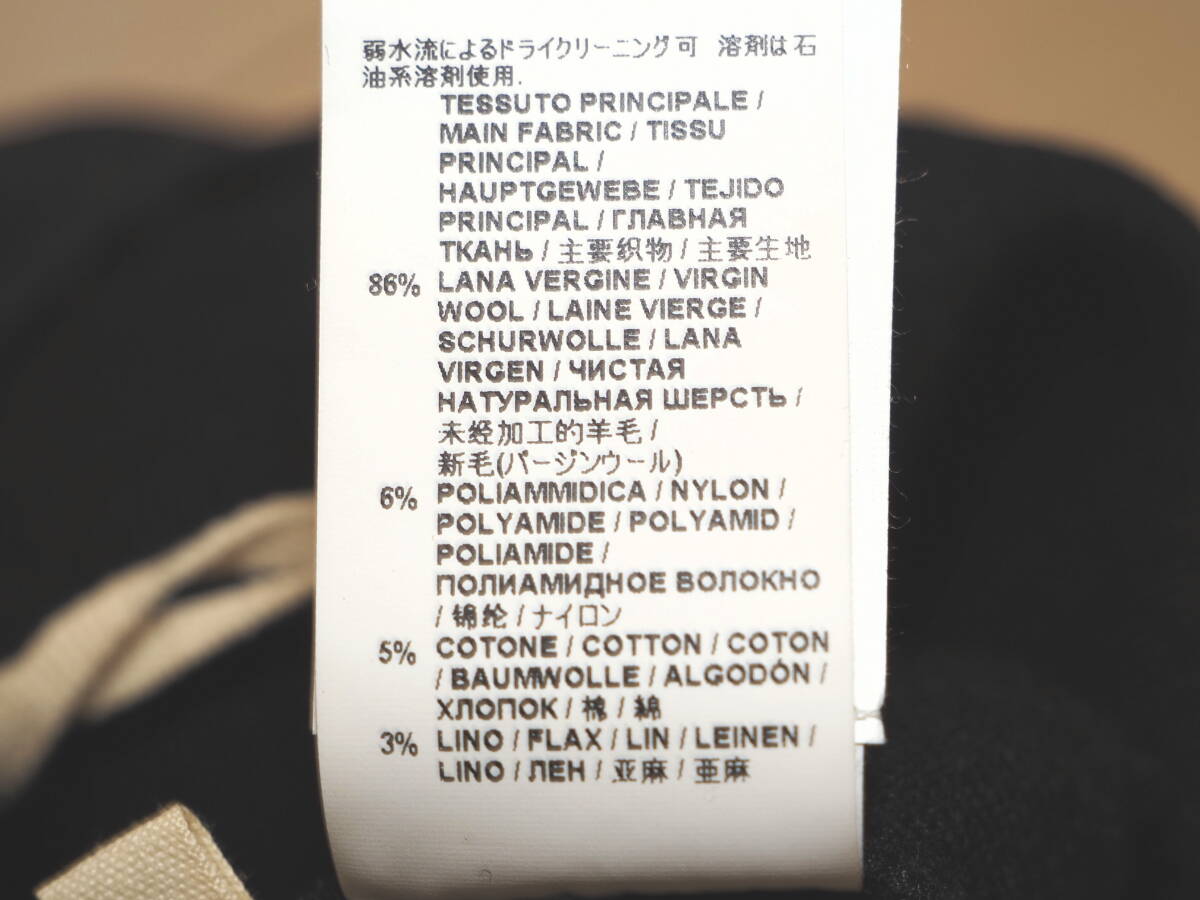 弱水流によるドライクリーニング可 溶剤は石
油系溶剤使用.
TESSUTO PRINCIPALE /
MAIN FABRIC / TISSU
PRINCIPAL /
HAUPTGEWEBE / TEJIDO
PRINCIPAL / ГЛАВНАЯ
ТКАНЬ / 主要织物 / 主要生地
86% LANA VERGINE / VIRGIN
WOOL / LAINE VIERGE /
SCHURWOLLE / LANA
VIRGEN / ЧИСТАЯ
НАТУРАЛЬНАЯ ШЕРСТЬ /
未经加工的羊毛 /
新毛(バージンウール)
6% POLIAMMIDICA / NYLON /
POLYAMIDE / POLYAMID /
POLIAMIDE /
ПОЛИАМИДНОЕ ВОЛОКНО
/ 锦纶 / ナイロン
5% COTONE / COTTON / COTON
/ BAUMWOLLE / ALGODÓN /
ХЛОПОК / 棉 / 綿
3% LINO / FLAX / LIN / LEINEN /
LINO / ЛЕН / 亚麻 / 亜麻